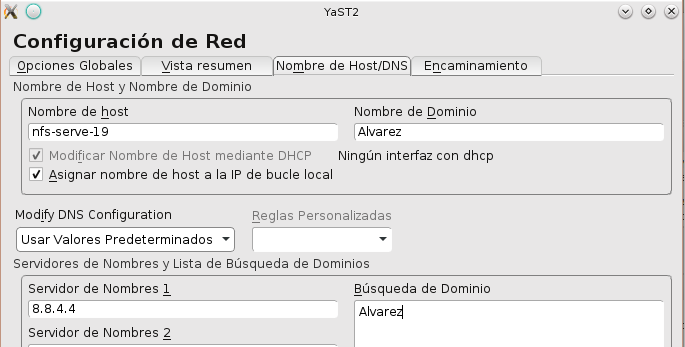 YaST2
Configuración de Red
Opciones Globales Vista resumen Nombre de Host/DNS Encaminamiento
Nombre de Host y Nombre de Dominio
Nombre de host Nombre de Dominio
nfs-serve-19 Alvarez
Modificar Nombre de Host mediante DHCP Ningún interfaz con dhcp
Asignar nombre de host a la IP de bucle local
Modify DNS Configuration Reglas Personalizadas
Usar Valores Predeterminados
Servidores de Nombres y Lista de Búsqueda de Dominios
Servidor de Nombres 1 Búsqueda de Dominio
8.8.4.4 Alvarez
Servidor de Nombres 2